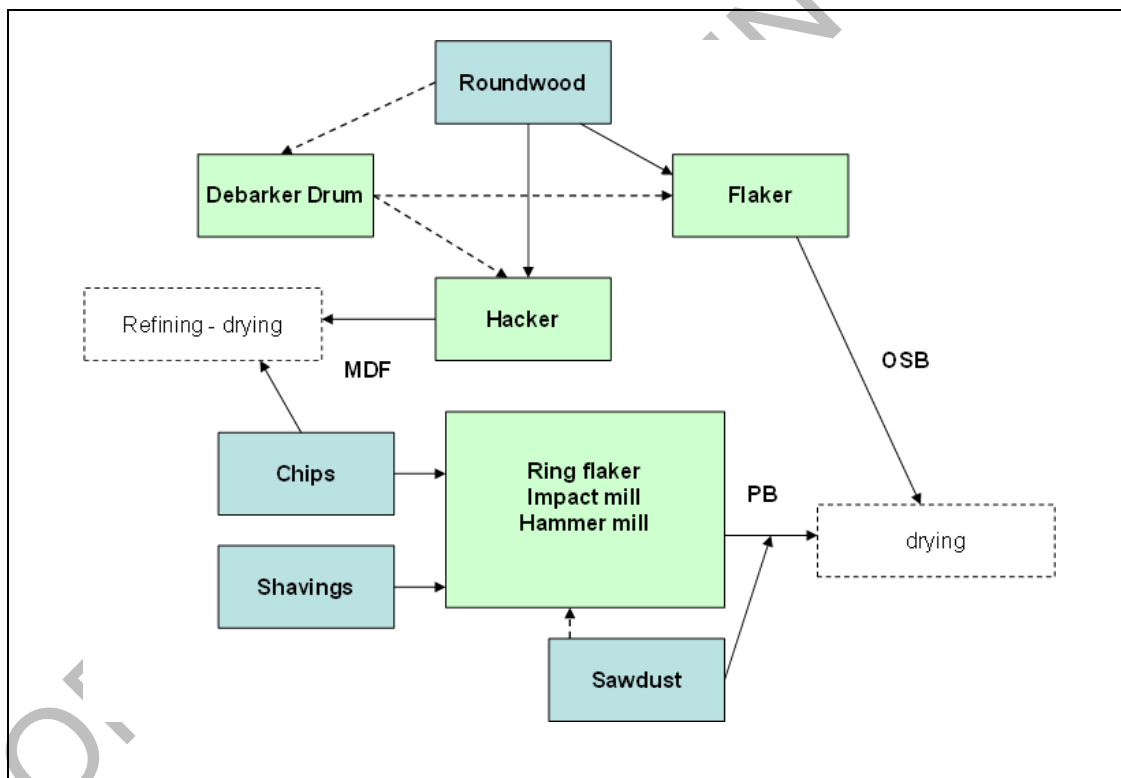 Roundwood
Debarker Drum
Flaker
Hacker
Refining - drying
MDF
OSB
Chips
Ring flaker
Impact mill
Hammer mill
PB
drying
Shavings
Sawdust